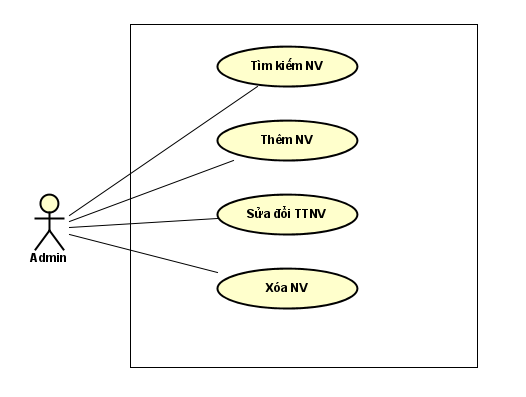 Tìm kiếm NV
Thêm NV
Sửa đổi TTNV
Xóa NV
Admin